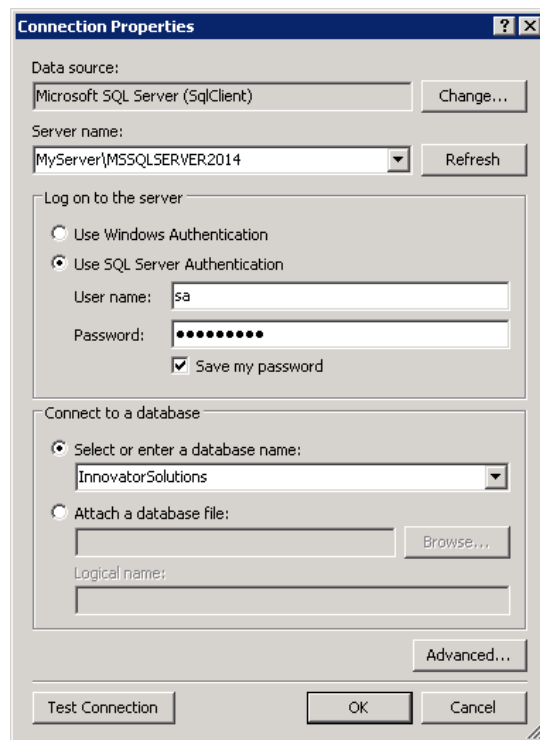 Connection Properties
Data source:
Microsoft SQL Server (SqlClient)
Change...
Server name:
MyServer\MSSQLSERVER2014
Refresh
Log on to the server
Use Windows Authentication
Use SQL Server Authentication
User name:
sa
Password:
●●●●●●●●●
Save my password
Connect to a database
Select or enter a database name:
InnovatorSolutions
Attach a database file:
Browse...
Logical name:
Advanced...
Test Connection
OK
Cancel